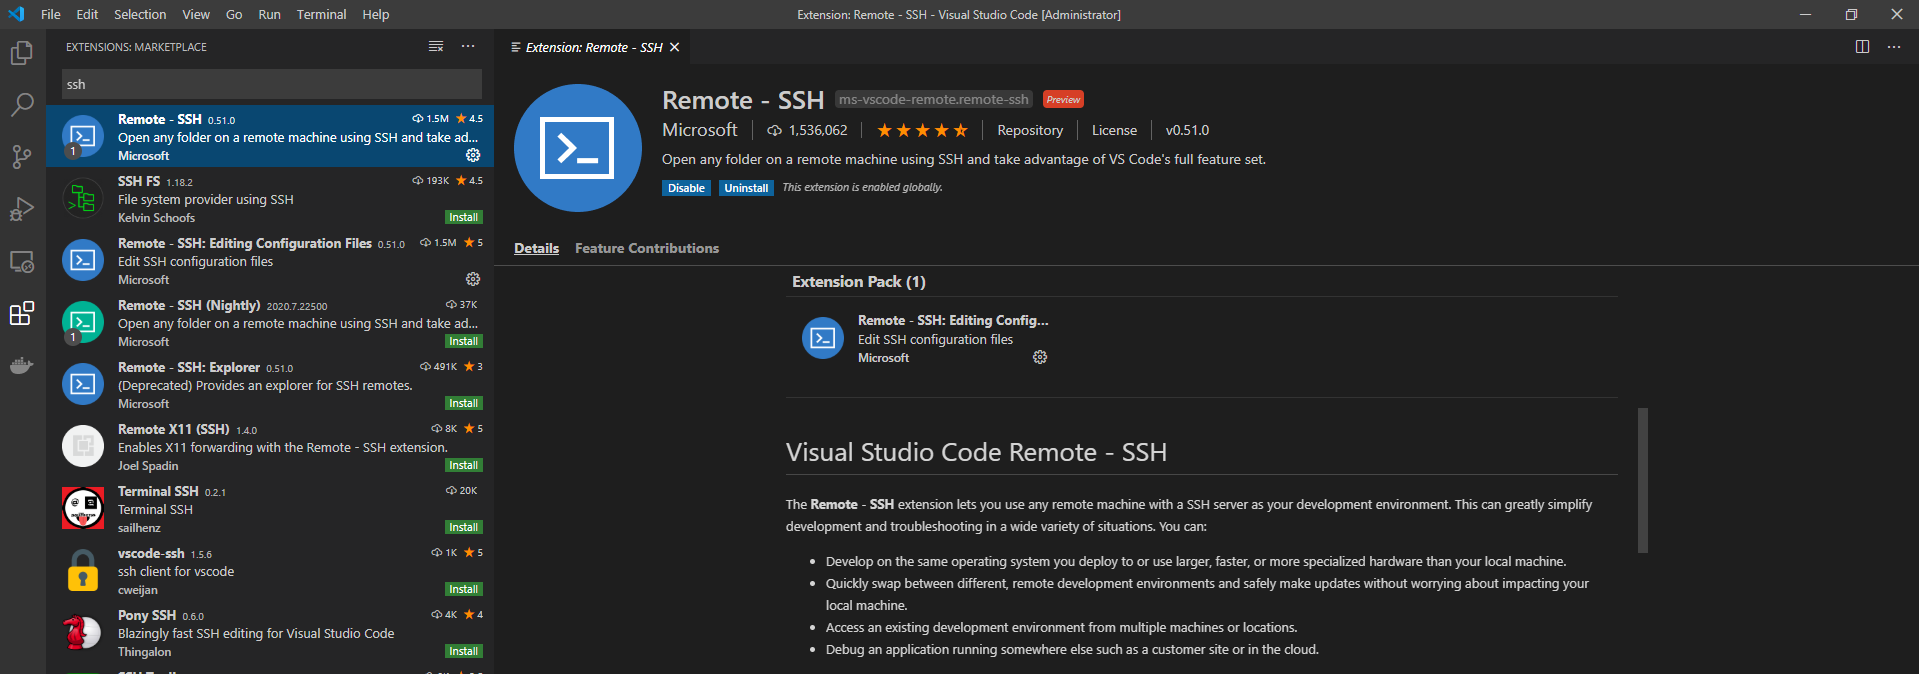 File Edit Selection View Go Run Terminal Help
Extension: Remote - SSH - Visual Studio Code [Administrator]
EXTENSIONS: MARKETPLACE
ssh
Remote - SSH 0.51.0 1.5M 4.5
Open any folder on a remote machine using SSH and take ad...
1
Microsoft
SSH FS 1.18.2 193K 4.5
File system provider using SSH
Kelvin Schoofs Install
Remote - SSH: Editing Configuration Files 0.51.0 1.5M 5
Edit SSH configuration files
Microsoft
Remote - SSH (Nightly) 2020.7.22500 37K
Open any folder on a remote machine using SSH and take ad...
1
Microsoft Install
Remote - SSH: Explorer 0.51.0 491K 3
(Deprecated) Provides an explorer for SSH remotes.
Microsoft Install
Remote X11 (SSH) 1.4.0 8K 5
Enables X11 forwarding with the Remote - SSH extension.
Joel Spadin Install
Terminal SSH 0.2.1 20K
Terminal SSH
sailhenz Install
vscode-ssh 1.5.6 1K 5
ssh client for vscode
cweijan Install
Pony SSH 0.6.0 4K 4
Blazingly fast SSH editing for Visual Studio Code
Thingalon Install
Extension: Remote - SSH
Remote - SSH ms-vscode-remote.remote-ssh Preview
Microsoft 1,536,062 Repository License v0.51.0
Open any folder on a remote machine using SSH and take advantage of VS Code's full feature set.
Disable Uninstall This extension is enabled globally.
Details Feature Contributions
Extension Pack (1)
Remote - SSH: Editing Config...
Edit SSH configuration files
Microsoft
Visual Studio Code Remote - SSH
The Remote - SSH extension lets you use any remote machine with a SSH server as your development environment. This can greatly simplify
development and troubleshooting in a wide variety of situations. You can:
• Develop on the same operating system you deploy to or use larger, faster, or more specialized hardware than your local machine.
• Quickly swap between different, remote development environments and safely make updates without worrying about impacting your
local machine.
• Access an existing development environment from multiple machines or locations.
• Debug an application running somewhere else such as a customer site or in the cloud.